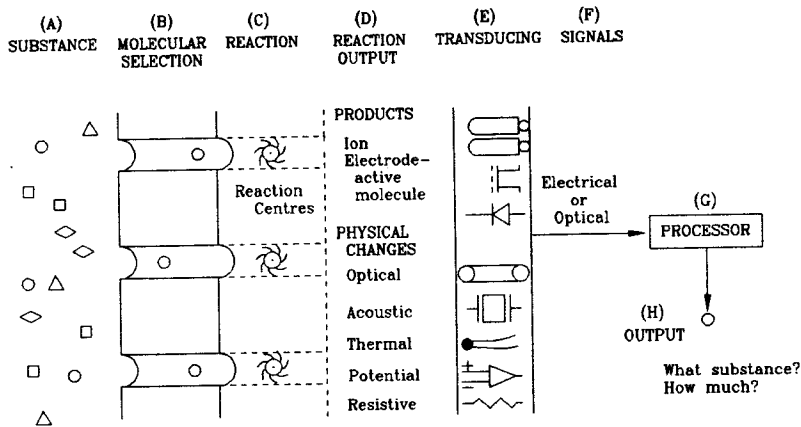 (A)
SUBSTANCE
(B)
MOLECULAR
SELECTION
(C)
REACTION
(D)
REACTION
OUTPUT
(E)
TRANSDUCING
(F)
SIGNALS
PRODUCTS
Ion
Electrode-
active
molecule
Reaction
Centres
PHYSICAL
CHANGES
Optical
Acoustic
Thermal
Potential
Resistive
+
−
Electrical
or
Optical
(G)
PROCESSOR
(H)
OUTPUT
What substance?
How much?